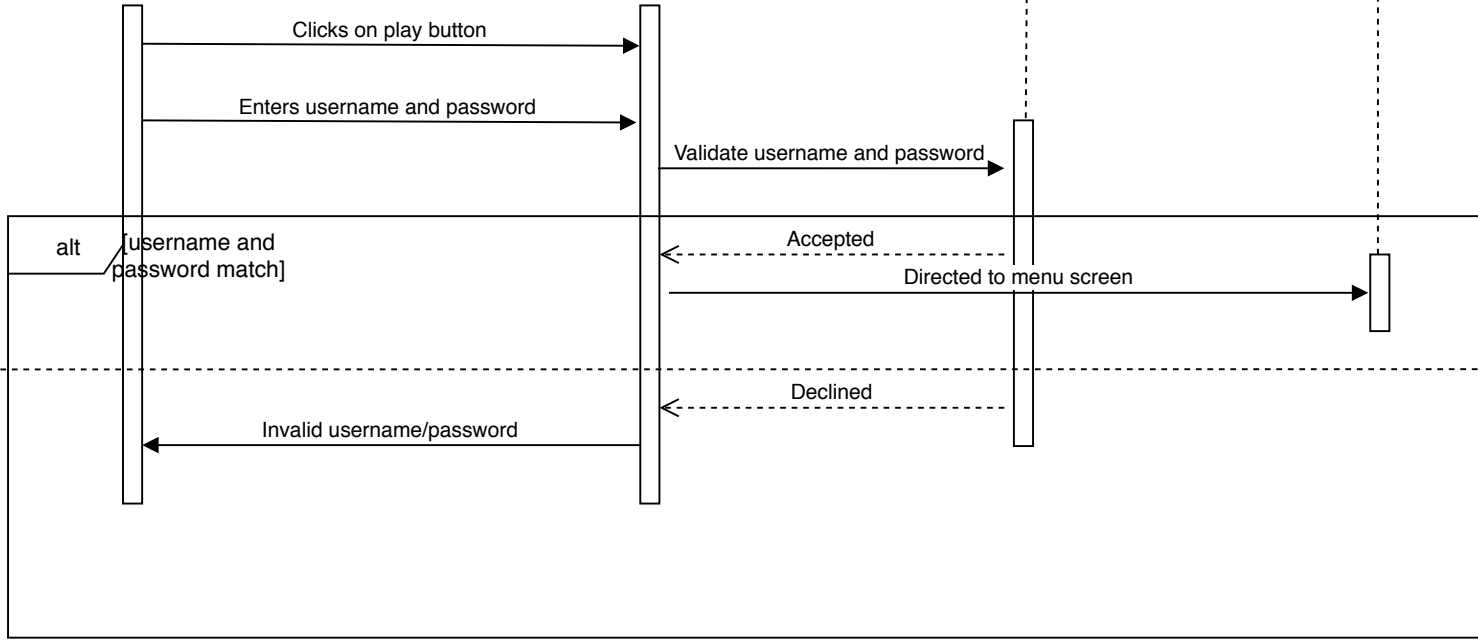 Clicks on play button
Enters username and password
Validate username and password
alt
[username and
password match]
Accepted
Directed to menu screen
Declined
Invalid username/password